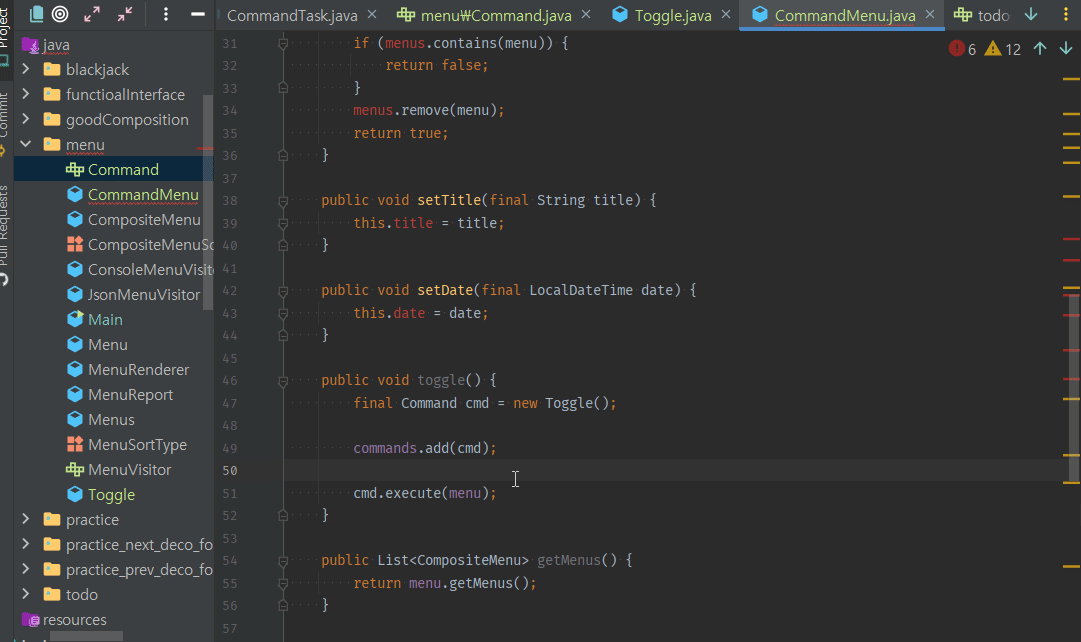 Project
Commit
Pull Requests
CommandTask.java
menu₩Command.java
Toggle.java
CommandMenu.java
todo
6
12
java
blackjack
functioalInterface
goodComposition
menu
Command
CommandMenu
CompositeMenu
CompositeMenuSo
ConsoleMenuVisit
JsonMenuVisitor
Main
Menu
MenuRenderer
MenuReport
Menus
MenuSortType
MenuVisitor
Toggle
practice
practice_next_deco_fo
practice_prev_deco_fo
todo
resources
31 if (menus.contains(menu)) {
32 return false;
33 }
34 menus.remove(menu);
35 return true;
36 }
37
38 public void setTitle(final String title) {
39 this.title = title;
40 }
41
42 public void setDate(final LocalDateTime date) {
43 this.date = date;
44 }
45
46 public void toggle() {
47 final Command cmd = new Toggle();
48
49 commands.add(cmd);
50
51 cmd.execute(menu);
52 }
53
54 public List<CompositeMenu> getMenus() {
55 return menu.getMenus();
56 }
57